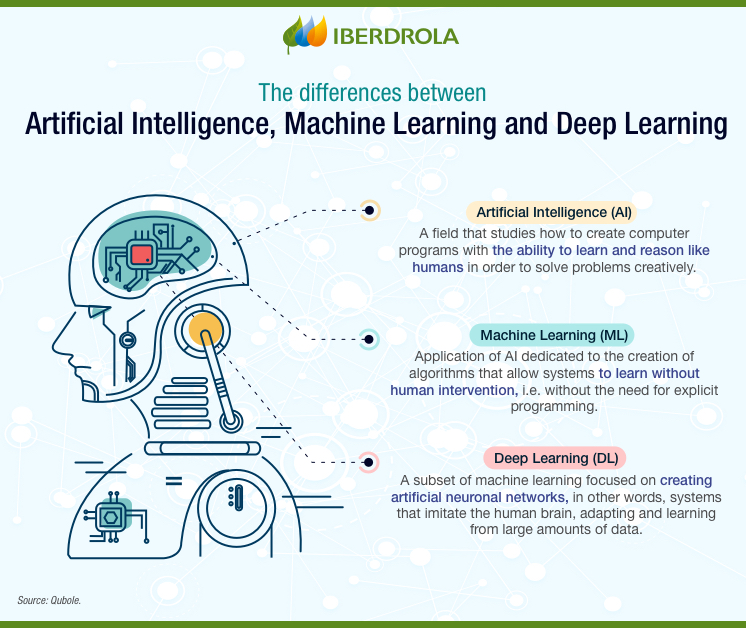 IBERDROLA
The differences between
Artificial Intelligence, Machine Learning and Deep Learning
Artificial Intelligence (AI)
A field that studies how to create computer
programs with the ability to learn and reason like
humans in order to solve problems creatively.
Machine Learning (ML)
Application of AI dedicated to the creation of
algorithms that allow systems to learn without
human intervention, i.e. without the need for explicit
programming.
Deep Learning (DL)
A subset of machine learning focused on creating
artificial neuronal networks, in other words, systems
that imitate the human brain, adapting and learning
from large amounts of data.
Source: Qubole.